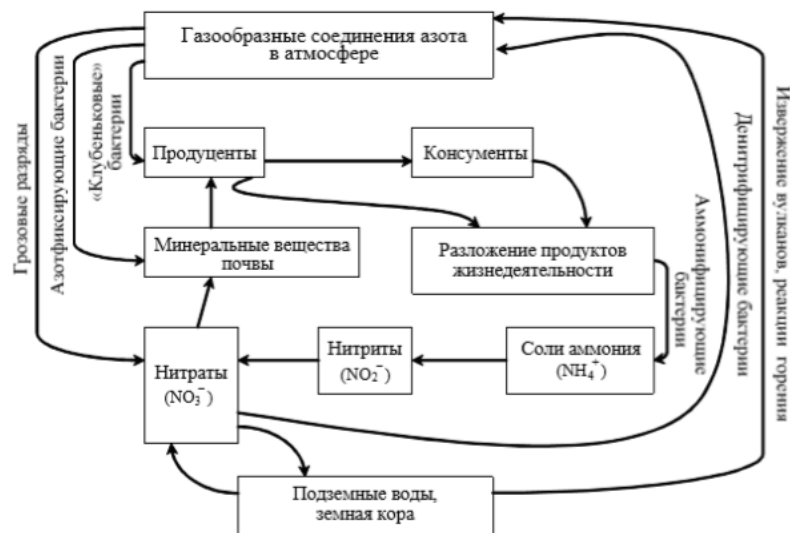 Газообразные соединения азота
в атмосфере
Грозовые разряды
Азотфиксирующие бактерии
«Клубеньковые»
бактерии
Продуценты
Консументы
Минеральные вещества
почвы
Разложение продуктов
жизнедеятельности
Аммонифицирующие
бактерии
Денитрифицирующие бактерии
Извержение вулканов, реакции горения
Нитраты
(NO₃⁻)
Нитриты
(NO₂⁻)
Соли аммония
(NH₄⁺)
Подземные воды,
земная кора